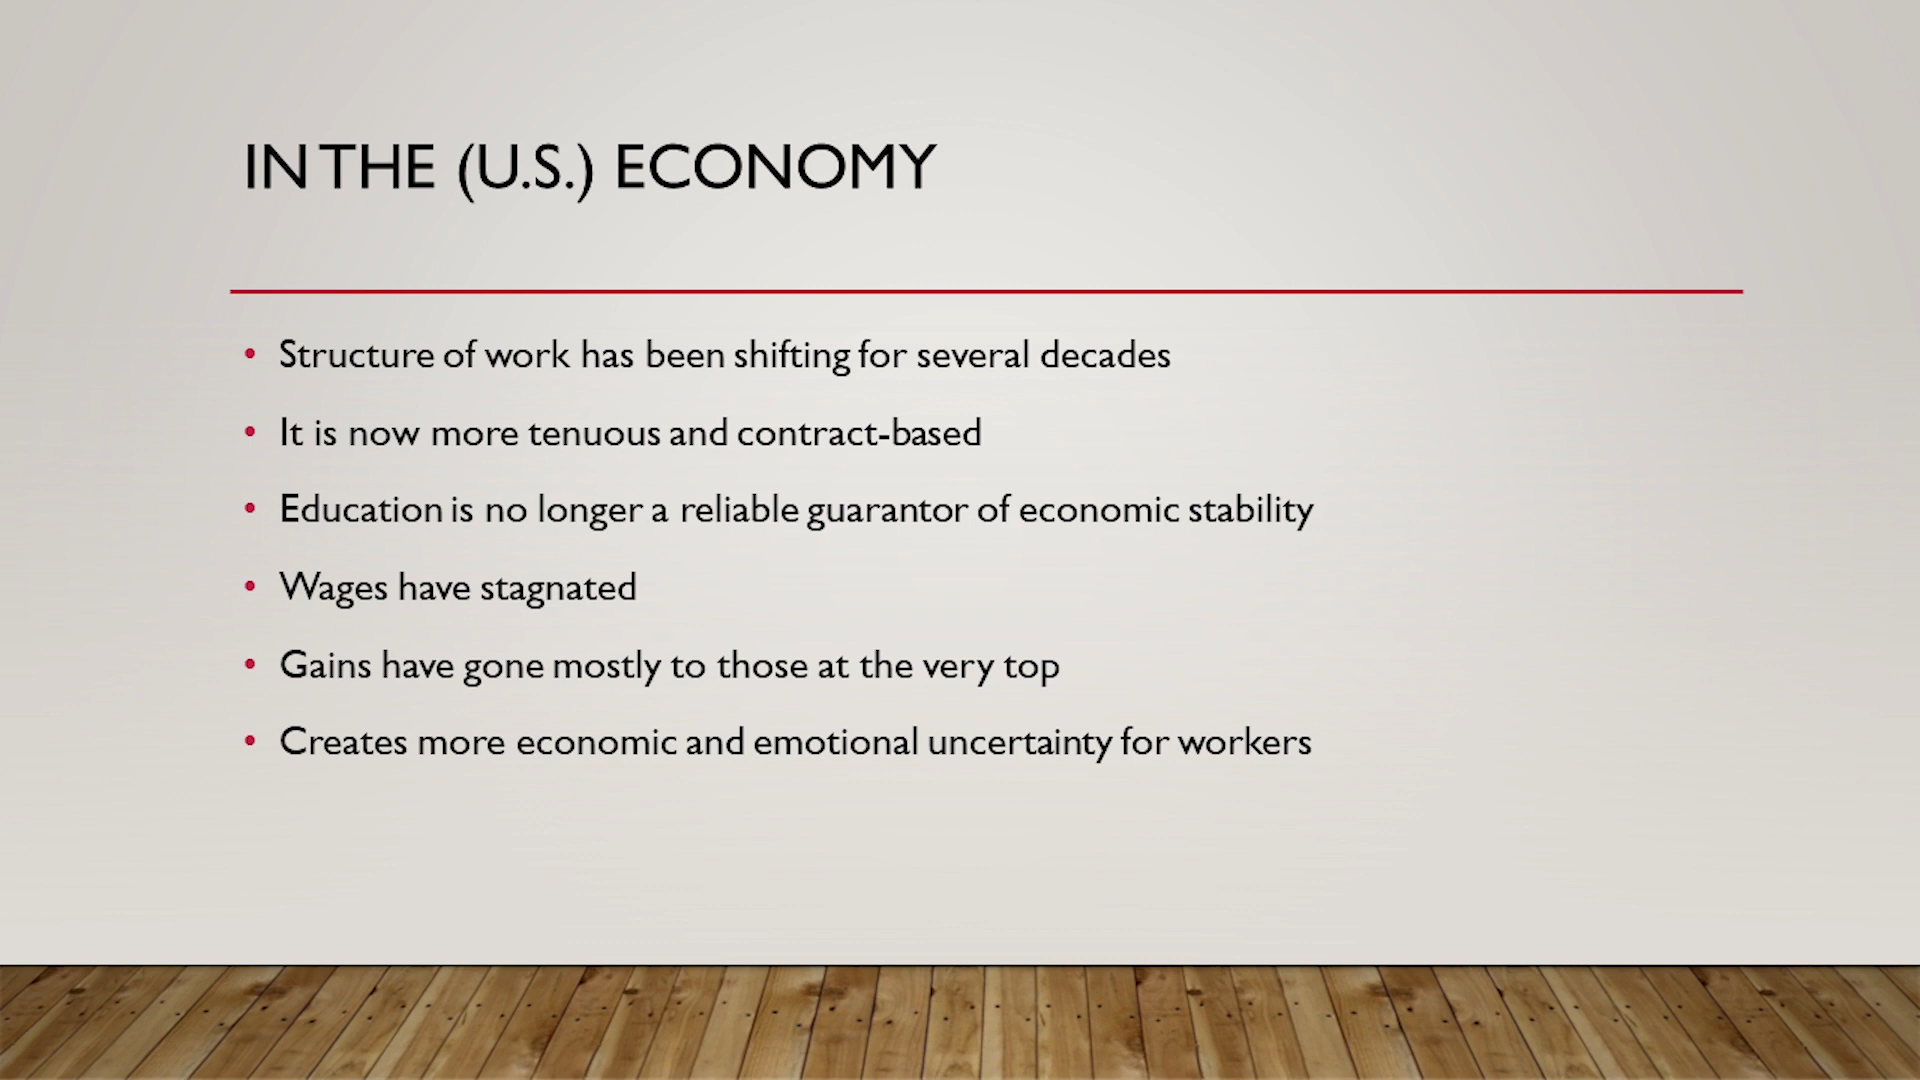 IN THE (U.S.) ECONOMY
• Structure of work has been shifting for several decades
• It is now more tenuous and contract-based
• Education is no longer a reliable guarantor of economic stability
• Wages have stagnated
• Gains have gone mostly to those at the very top
• Creates more economic and emotional uncertainty for workers